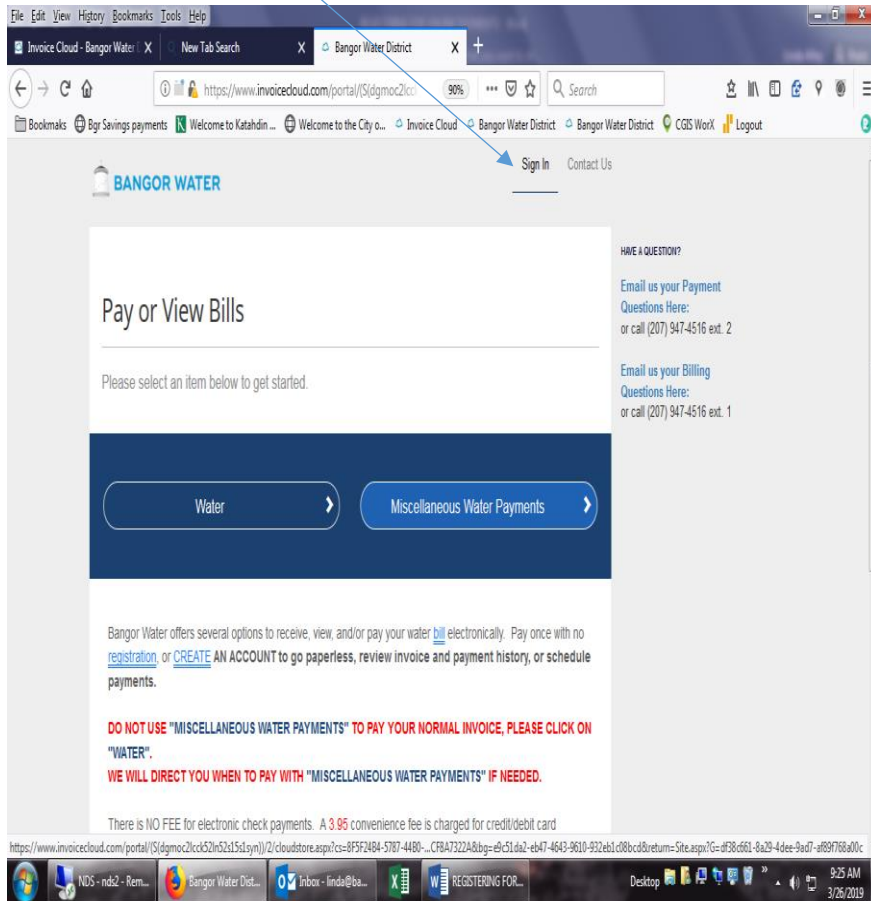 File Edit View History Bookmarks Tools Help
Invoice Cloud - Bangor Water X New Tab Search X Bangor Water District X +
https://www.invoicecloud.com/portal/(S(dgmoc2lcc 90% Search
Bookmaks Bgr Savings payments Welcome to Katahdin ... Welcome to the City o... Invoice Cloud Bangor Water District Bangor Water District CGIS WorX Logout
Sign In Contact Us
BANGOR WATER
HAVE A QUESTION?
Email us your Payment
Questions Here:
or call (207) 947-4516 ext. 2
Email us your Billing
Questions Here:
or call (207) 947-4516 ext. 1
Pay or View Bills
Please select an item below to get started.
Water Miscellaneous Water Payments
Bangor Water offers several options to receive, view, and/or pay your water bill electronically. Pay once with no
registration, or CREATE AN ACCOUNT to go paperless, review invoice and payment history, or schedule
payments.
DO NOT USE "MISCELLANEOUS WATER PAYMENTS" TO PAY YOUR NORMAL INVOICE, PLEASE CLICK ON
"WATER".
WE WILL DIRECT YOU WHEN TO PAY WITH "MISCELLANEOUS WATER PAYMENTS" IF NEEDED.
There is NO FEE for electronic check payments. A 3.95 convenience fee is charged for credit/debit card
NDS - nds2 - Rem... Bangor Water Dist... Inbox - linda@ba... REGISTERING FOR... Desktop 9:25 AM
3/26/2019